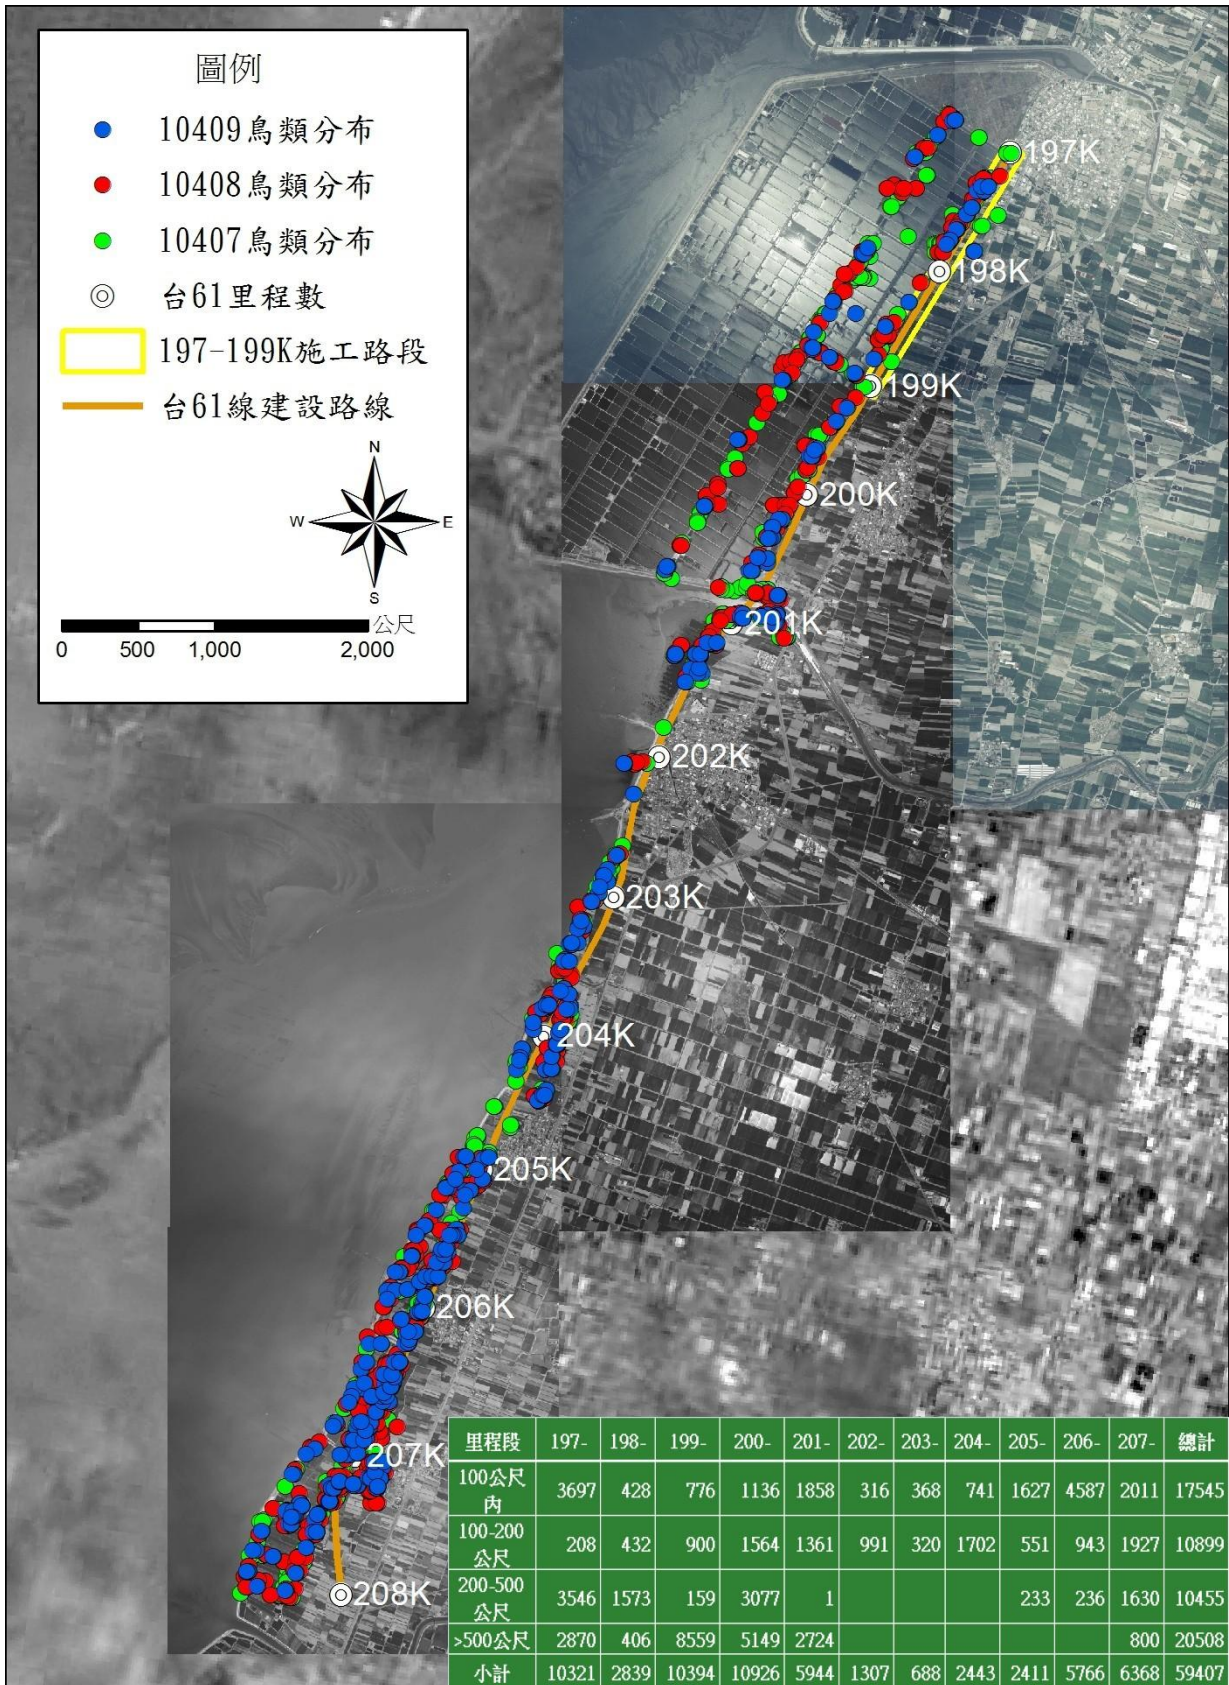 圖例
10409鳥類分布
10408鳥類分布
10407鳥類分布
台61里程數
197-199K施工路段
台61線建設路線
N
W E
S
公尺
0 500 1,000 2,000
197K
198K
199K
200K
201K
202K
203K
204K
205K
206K
207K
208K
里程段 197- 198- 199- 200- 201- 202- 203- 204- 205- 206- 207- 總計
100公尺內 3697 428 776 1136 1858 316 368 741 1627 4587 2011 17545
100-200公尺 208 432 900 1564 1361 991 320 1702 551 943 1927 10899
200-500公尺 3546 1573 159 3077 1 233 236 1630 10455
>500公尺 2870 406 8559 5149 2724 800 20508
小計 10321 2839 10394 10926 5944 1307 688 2443 2411 5766 6368 59407